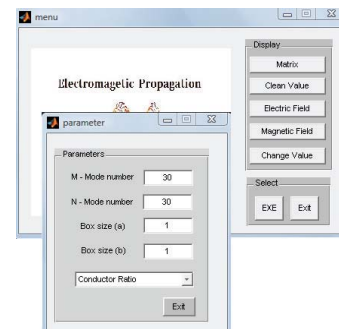 menu
Electromagetic Propagation
Display
Matrix
Clean Value
Electric Field
Magnetic Field
Change Value
Select
EXE
Exit
parameter
Parameters
M - Mode number 30
N - Mode number 30
Box size (a) 1
Box size (b) 1
Conductor Ratio
Exit